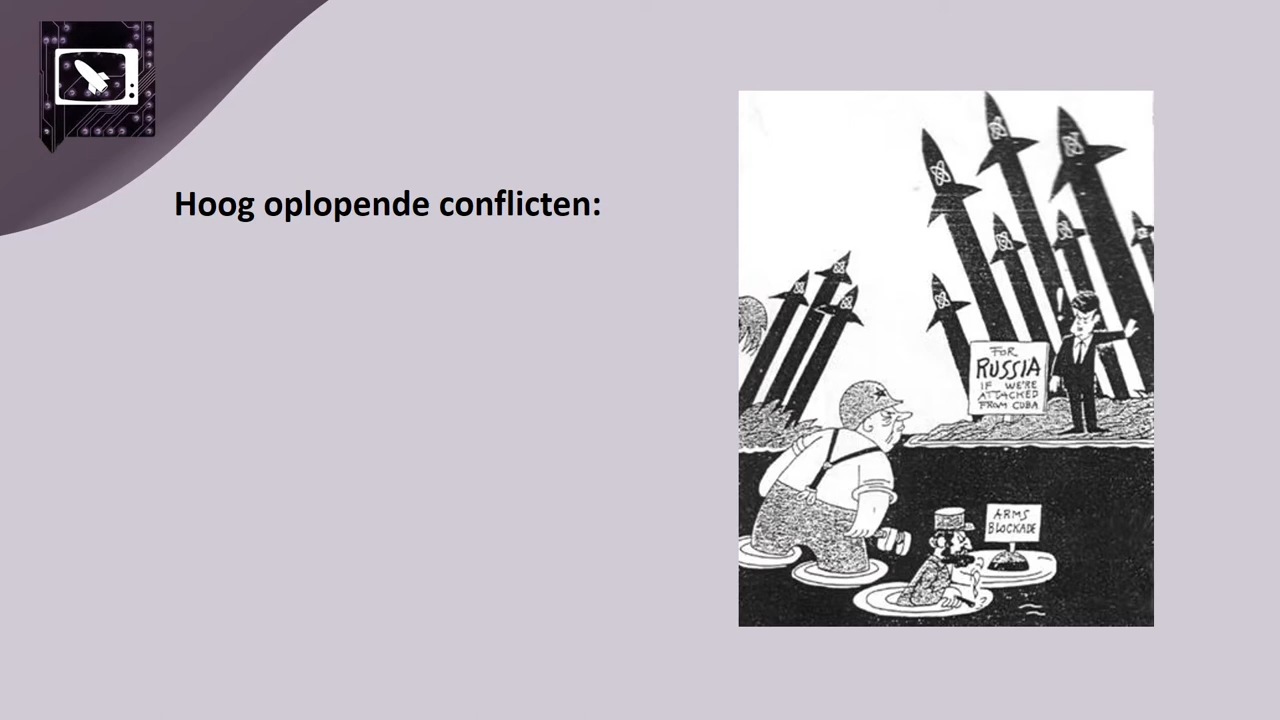 Hoog oplopende conflicten:
FOR
RUSSIA
IF WE'RE
ATTACKED
FROM CUBA
ARMS
BLOCKADE